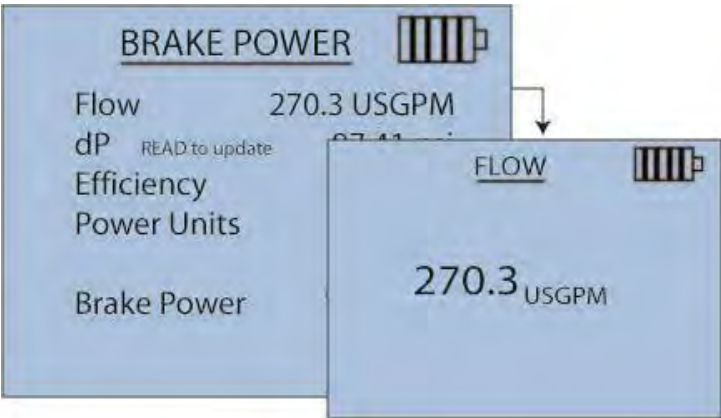 BRAKE POWER
Flow 270.3 USGPM
dP READ to update
Efficiency
Power Units
Brake Power
FLOW
270.3 USGPM